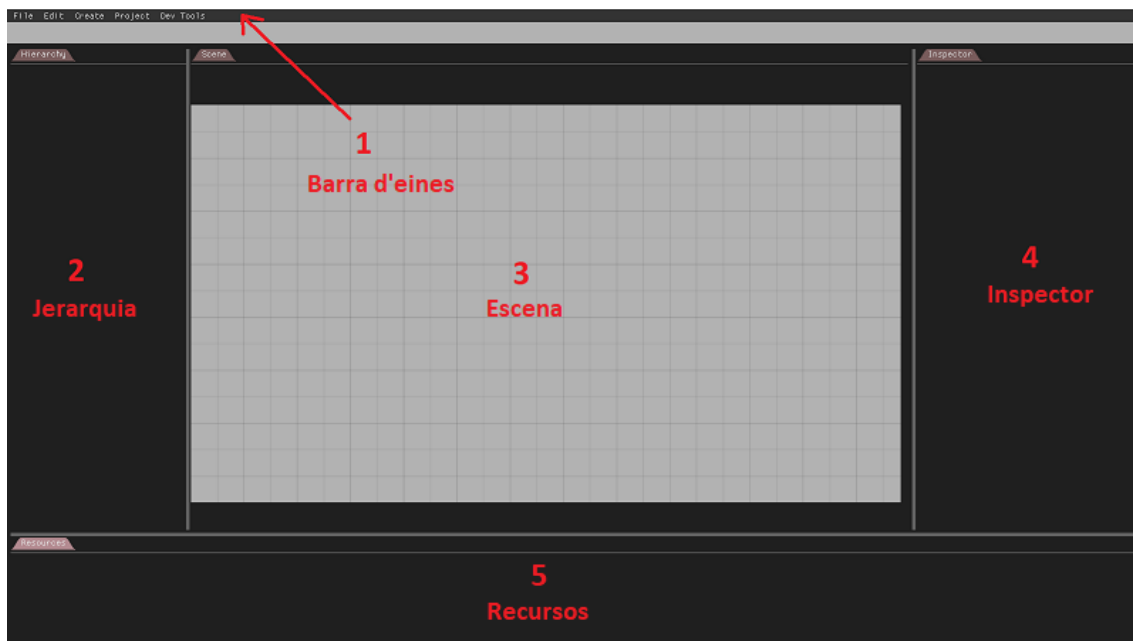 File Edit Create Project Dev Tools
Hierarchy
Scene
Inspector
1
Barra d'eines
2
Jerarquia
3
Escena
4
Inspector
Resources
5
Recursos